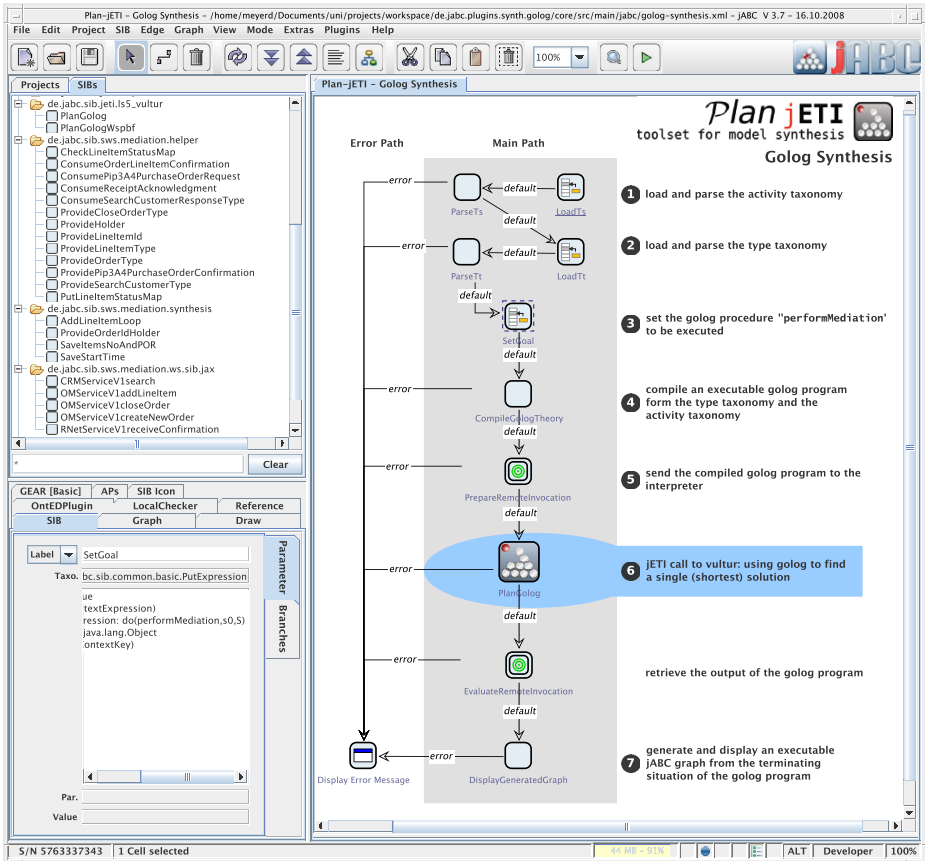 Plan-jETI - Golog Synthesis - /home/meyerd/Documents/uni/projects/workspace/de.jabc.plugins.synth.golog/core/src/main/jabc/golog-synthesis.xml - jABC V 3.7 - 16.10.2008
File Edit Project SIB Edge Graph View Mode Extras Plugins Help
100%
jABC
Projects SIBs
de.jabc.sib.jeti.ls5_vultur
PlanGolog
PlanGologWspbf
de.jabc.sib.sws.mediation.helper
CheckLineItemStatusMap
ConsumeOrderLineItemConfirmation
ConsumePip3A4PurchaseOrderRequest
ConsumeReceiptAcknowledgment
ConsumeSearchCustomerResponseType
ProvideCloseOrderType
ProvideHolder
ProvideLineItemId
ProvideLineItemType
ProvideOrderType
ProvidePip3A4PurchaseOrderConfirmation
ProvideSearchCustomerType
PutLineItemStatusMap
de.jabc.sib.sws.mediation.synthesis
AddLineItemLoop
ProvideOrderIdHolder
SaveItemsNoAndPOR
SaveStartTime
de.jabc.sib.sws.mediation.ws.sib.jax
CRMServiceV1search
OMServiceV1addLineItem
OMServiceV1closeOrder
OMServiceV1createNewOrder
RNetServiceV1receiveConfirmation
*
Clear
GEAR [Basic] APs SIB Icon
OntEDPlugin LocalChecker Reference
SIB Graph Draw
Label SetGoal
Taxo. bc.sib.common.basic.PutExpression
ue
textExpression)
ression: do(performMediation,s0,S)
java.lang.Object
ContextKey)
Par.
Value
Parameter
Branches
Plan-jETI - Golog Synthesis
Plan jETI
toolset for model synthesis
Golog Synthesis
Error Path Main Path
error default
ParseTs LoadTs
1 load and parse the activity taxonomy
default
error default
ParseTt LoadTt
2 load and parse the type taxonomy
default
SetGoal
3 set the golog procedure "performMediation'
to be executed
default
error
CompileGologTheory
4 compile an executable golog program
form the type taxonomy and the
activity taxonomy
default
error
PrepareRemoteInvocation
5 send the compiled golog program to the
interpreter
default
error
PlanGolog
6 jETI call to vultur: using golog to find
a single (shortest) solution
default
error
EvaluateRemoteInvocation
retrieve the output of the golog program
default
error
Display Error Message DisplayGeneratedGraph
7 generate and display an executable
jABC graph from the terminating
situation of the golog program
S/N 5763337343 1 Cell selected 44 MB - 91% ALT Developer 100%